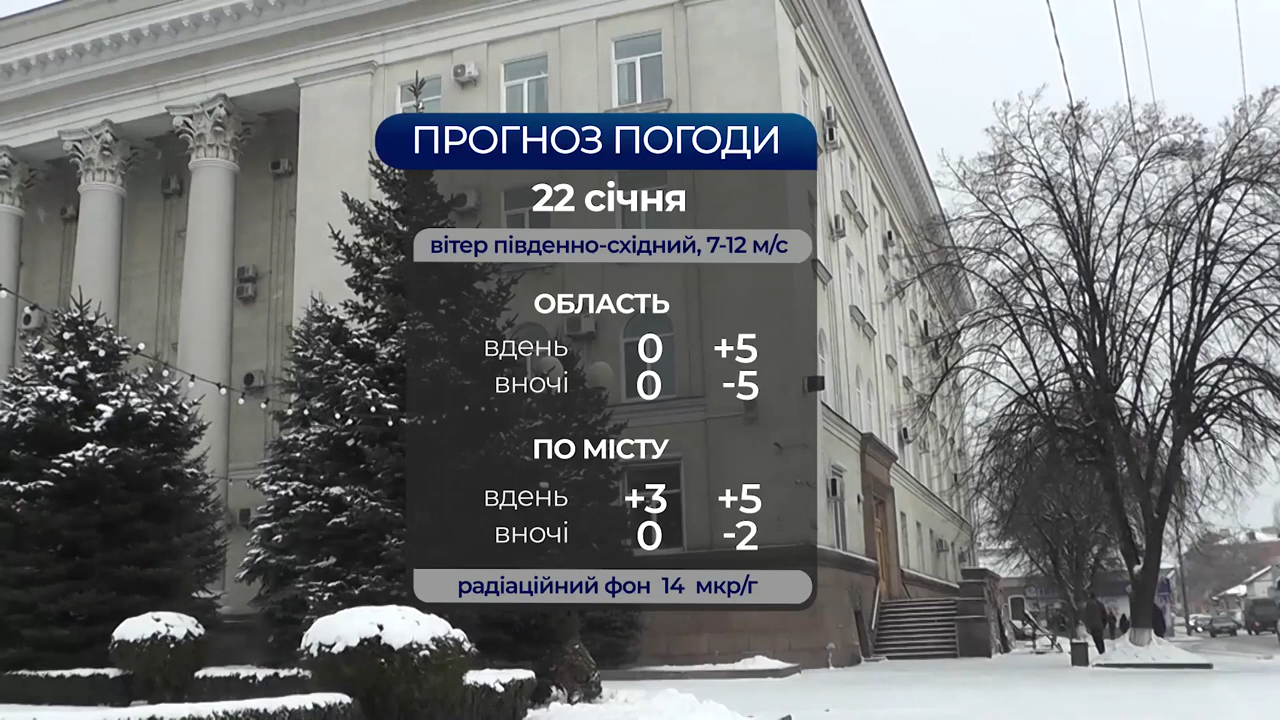 ПРОГНОЗ ПОГОДИ
22 січня
вітер південно-східний, 7-12 м/с
ОБЛАСТЬ
вдень 0 +5
вночі 0 -5
ПО МІСТУ
вдень +3 +5
вночі 0 -2
радіаційний фон 14 мкр/г